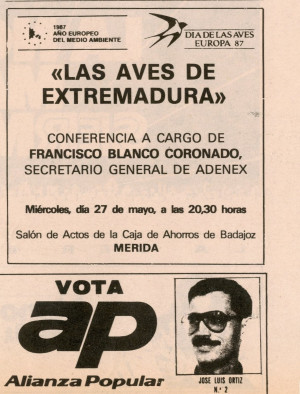 1987
AÑO EUROPEO
DEL MEDIO AMBIENTE
DIA DE LAS AVES
EUROPA 87
«LAS AVES DE
EXTREMADURA»
CONFERENCIA A CARGO DE
FRANCISCO BLANCO CORONADO,
SECRETARIO GENERAL DE ADENEX
Miércoles, día 27 de mayo, a las 20,30 horas
Salón de Actos de la Caja de Ahorros de Badajoz
MERIDA
VOTA
ap
Alianza Popular
JOSE LUIS ORTIZ
N.º 2